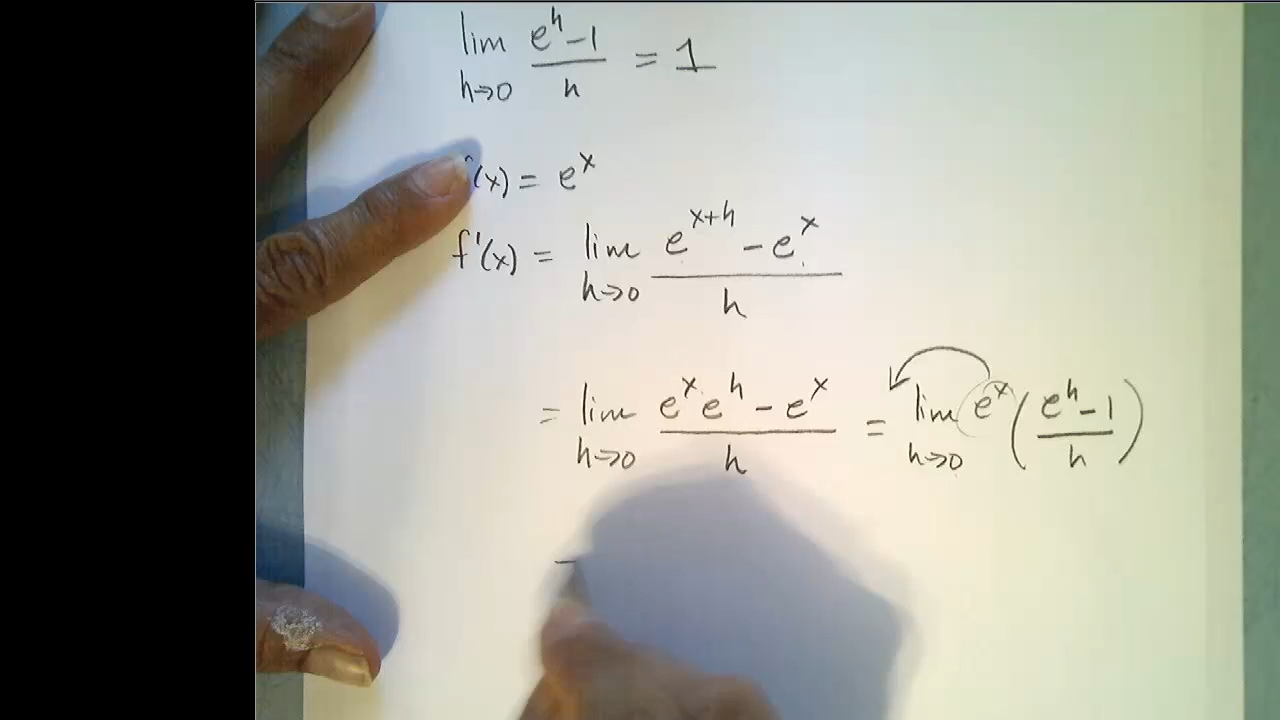 lim h→0 (e^h - 1)/h = 1
f(x) = e^x
f'(x) = lim h→0 (e^(x+h) - e^x)/h
= lim h→0 (e^x e^h - e^x)/h = lim h→0 e^x ((e^h - 1)/h)